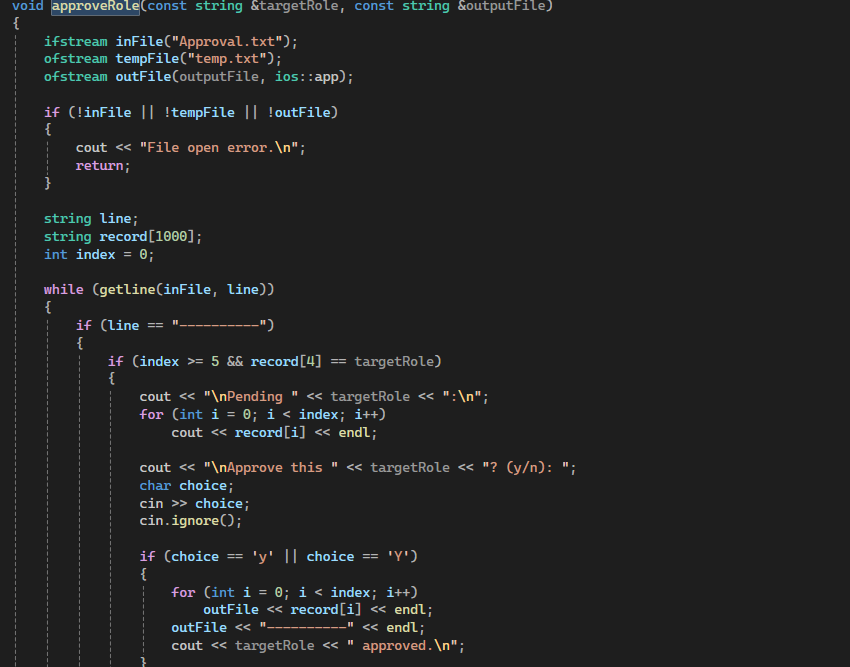 void approveRole(const string &targetRole, const string &outputFile)
{
    ifstream inFile("Approval.txt");
    ofstream tempFile("temp.txt");
    ofstream outFile(outputFile, ios::app);

    if (!inFile || !tempFile || !outFile)
    {
        cout << "File open error.\n";
        return;
    }

    string line;
    string record[1000];
    int index = 0;

    while (getline(inFile, line))
    {
        if (line == "----------")
        {
            if (index >= 5 && record[4] == targetRole)
            {
                cout << "\nPending " << targetRole << ":\n";
                for (int i = 0; i < index; i++)
                    cout << record[i] << endl;

                cout << "\nApprove this " << targetRole << "? (y/n): ";
                char choice;
                cin >> choice;
                cin.ignore();

                if (choice == 'y' || choice == 'Y')
                {
                    for (int i = 0; i < index; i++)
                        outFile << record[i] << endl;
                    outFile << "----------" << endl;
                    cout << targetRole << " approved.\n";
                }